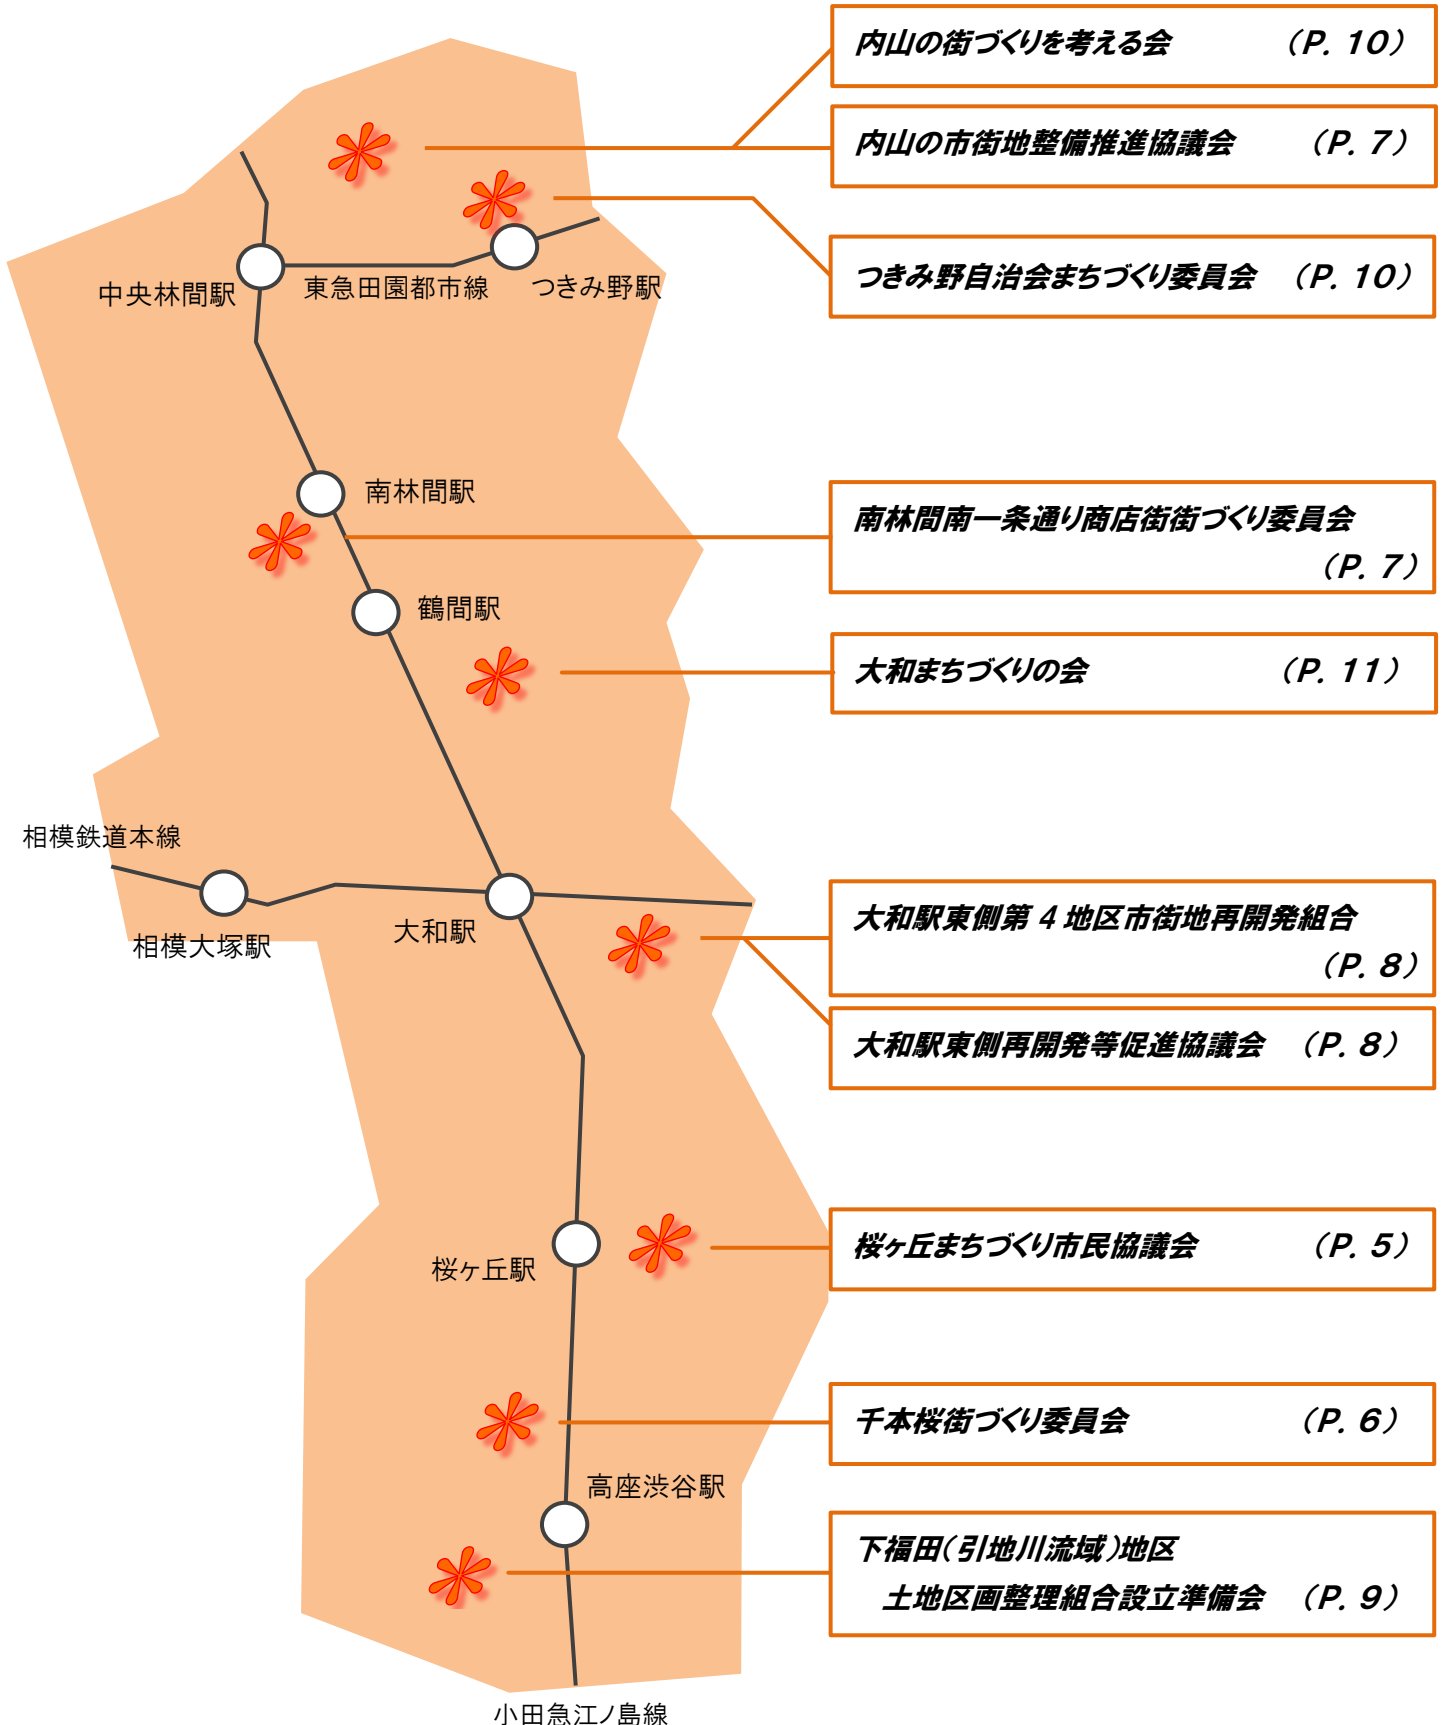 内山の街づくりを考える会 （P. 10）
内山の市街地整備推進協議会 （P. 7）
つきみ野自治会まちづくり委員会 （P. 10）
中央林間駅
東急田園都市線
つきみ野駅
南林間駅
南林間南一条通り商店街街づくり委員会
（P. 7）
鶴間駅
大和まちづくりの会 （P. 11）
相模鉄道本線
相模大塚駅
大和駅
大和駅東側第 4 地区市街地再開発組合
（P. 8）
大和駅東側再開発等促進協議会 （P. 8）
桜ヶ丘駅
桜ヶ丘まちづくり市民協議会 （P. 5）
千本桜街づくり委員会 （P. 6）
高座渋谷駅
下福田（引地川流域）地区
土地区画整理組合設立準備会 （P. 9）
小田急江ノ島線